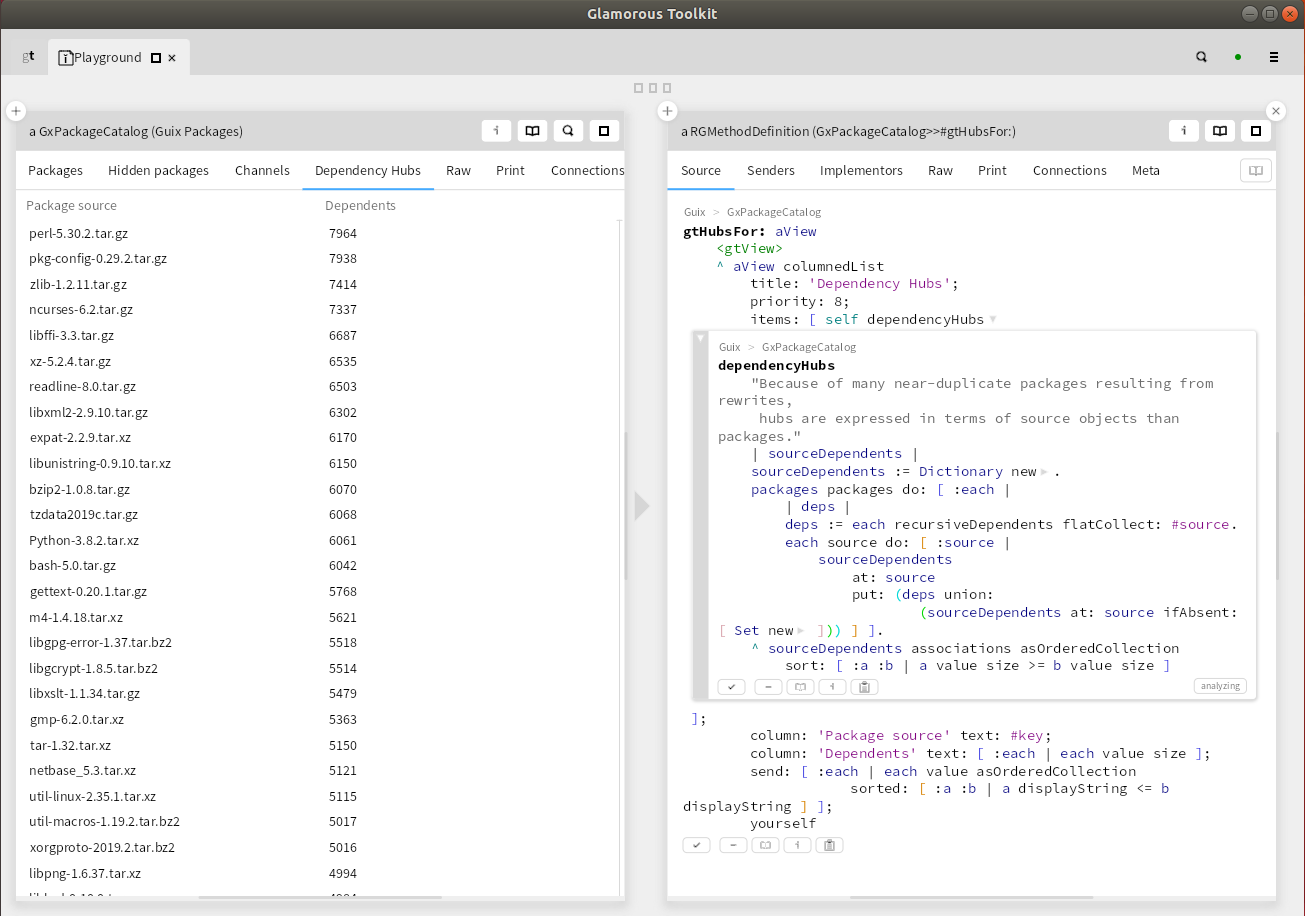 Glamorous Toolkit
gt
Playground
a GxPackageCatalog (Guix Packages)
Packages Hidden packages Channels Dependency Hubs Raw Print Connections
Package source Dependents
perl-5.30.2.tar.gz 7964
pkg-config-0.29.2.tar.gz 7938
zlib-1.2.11.tar.gz 7414
ncurses-6.2.tar.gz 7337
libffi-3.3.tar.gz 6687
xz-5.2.4.tar.gz 6535
readline-8.0.tar.gz 6503
libxml2-2.9.10.tar.gz 6302
expat-2.2.9.tar.xz 6170
libunistring-0.9.10.tar.xz 6150
bzip2-1.0.8.tar.gz 6070
tzdata2019c.tar.gz 6068
Python-3.8.2.tar.xz 6061
bash-5.0.tar.gz 6042
gettext-0.20.1.tar.gz 5768
m4-1.4.18.tar.xz 5621
libgpg-error-1.37.tar.bz2 5518
libgcrypt-1.8.5.tar.bz2 5514
libxslt-1.1.34.tar.gz 5479
gmp-6.2.0.tar.xz 5363
tar-1.32.tar.xz 5150
netbase_5.3.tar.xz 5121
util-linux-2.35.1.tar.xz 5115
util-macros-1.19.2.tar.bz2 5017
xorgproto-2019.2.tar.bz2 5016
libpng-1.6.37.tar.xz 4994
a RGMethodDefinition (GxPackageCatalog>>#gtHubsFor:)
Source Senders Implementors Raw Print Connections Meta
Guix > GxPackageCatalog
gtHubsFor: aView
<gtView>
^ aView columnedList
title: 'Dependency Hubs';
priority: 8;
items: [ self dependencyHubs
Guix > GxPackageCatalog
dependencyHubs
"Because of many near-duplicate packages resulting from
rewrites,
hubs are expressed in terms of source objects than
packages."
| sourceDependents |
sourceDependents := Dictionary new .
packages packages do: [ :each |
| deps |
deps := each recursiveDependents flatCollect: #source.
each source do: [ :source |
sourceDependents
at: source
put: (deps union:
(sourceDependents at: source ifAbsent:
[ Set new ])) ] ].
^ sourceDependents associations asOrderedCollection
sort: [ :a :b | a value size >= b value size ]
analyzing
];
column: 'Package source' text: #key;
column: 'Dependents' text: [ :each | each value size ];
send: [ :each | each value asOrderedCollection
sorted: [ :a :b | a displayString <= b
displayString ] ];
yourself